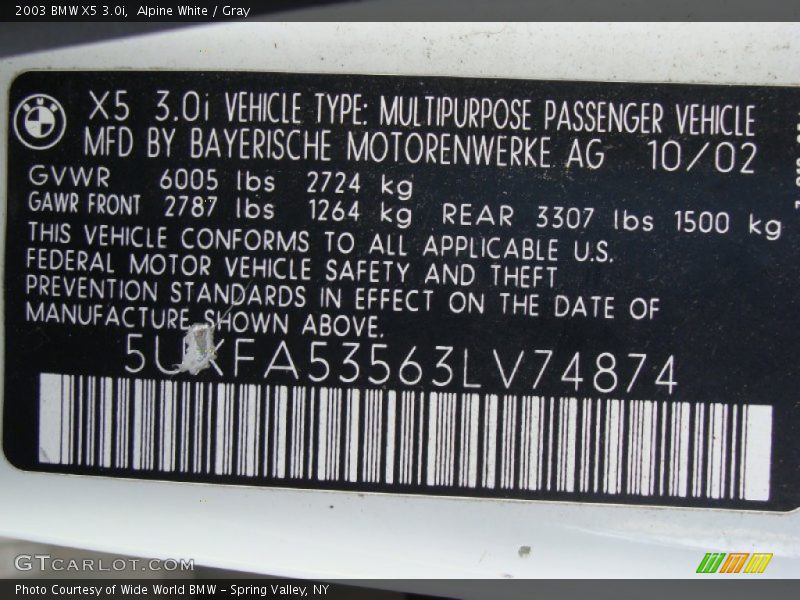 2003 BMW X5 3.0i, Alpine White / Gray
BMW
X5 3.0i VEHICLE TYPE: MULTIPURPOSE PASSENGER VEHICLE
MFD BY BAYERISCHE MOTORENWERKE AG 10/02
GVWR 6005 lbs 2724 kg
GAWR FRONT 2787 lbs 1264 kg REAR 3307 lbs 1500 kg
THIS VEHICLE CONFORMS TO ALL APPLICABLE U.S.
FEDERAL MOTOR VEHICLE SAFETY AND THEFT
PREVENTION STANDARDS IN EFFECT ON THE DATE OF
MANUFACTURE SHOWN ABOVE.
5UXFA53563LV74874
GTCARLOT.COM
Photo Courtesy of Wide World BMW - Spring Valley, NY